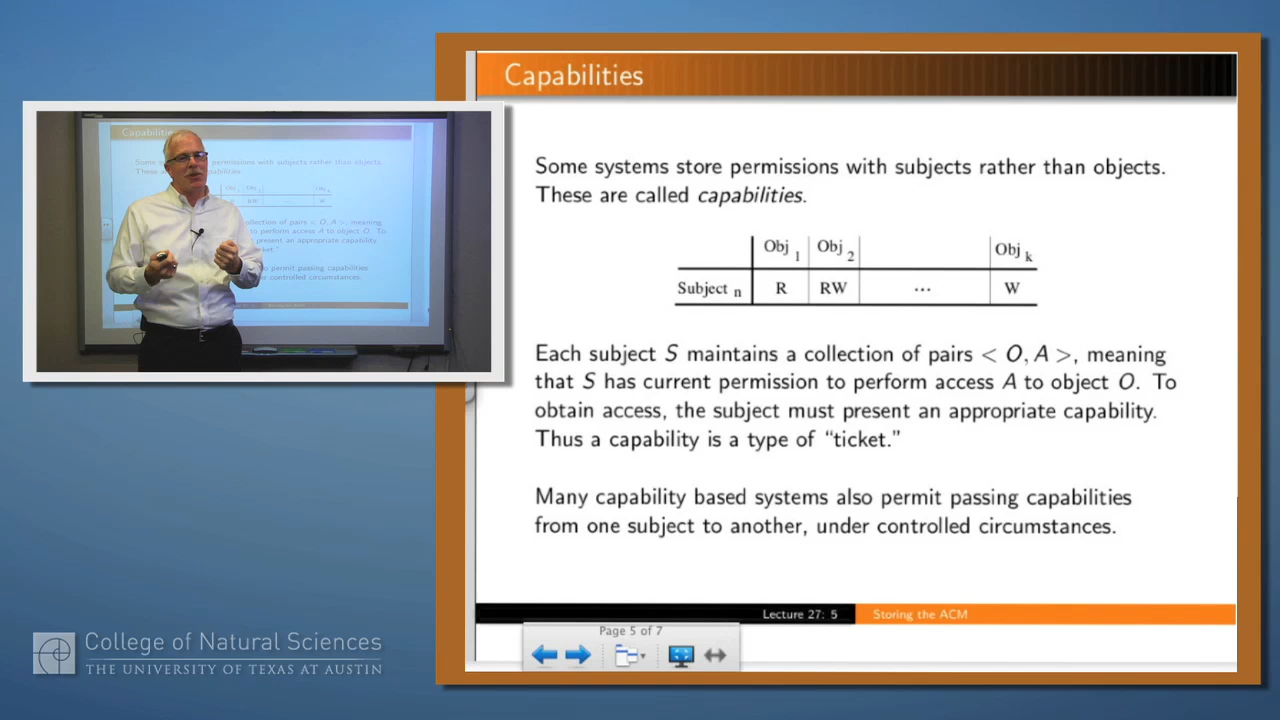 Capabilities
Some systems store permissions with subjects rather than objects.
These are called capabilities.
Obj 1 Obj 2 Obj k
Subject n R RW ... W
Each subject S maintains a collection of pairs < O, A >, meaning
that S has current permission to perform access A to object O. To
obtain access, the subject must present an appropriate capability.
Thus a capability is a type of “ticket.”
Many capability based systems also permit passing capabilities
from one subject to another, under controlled circumstances.
Lecture 27: 5 Storing the ACM
Page 5 of 7
College of Natural Sciences
THE UNIVERSITY OF TEXAS AT AUSTIN